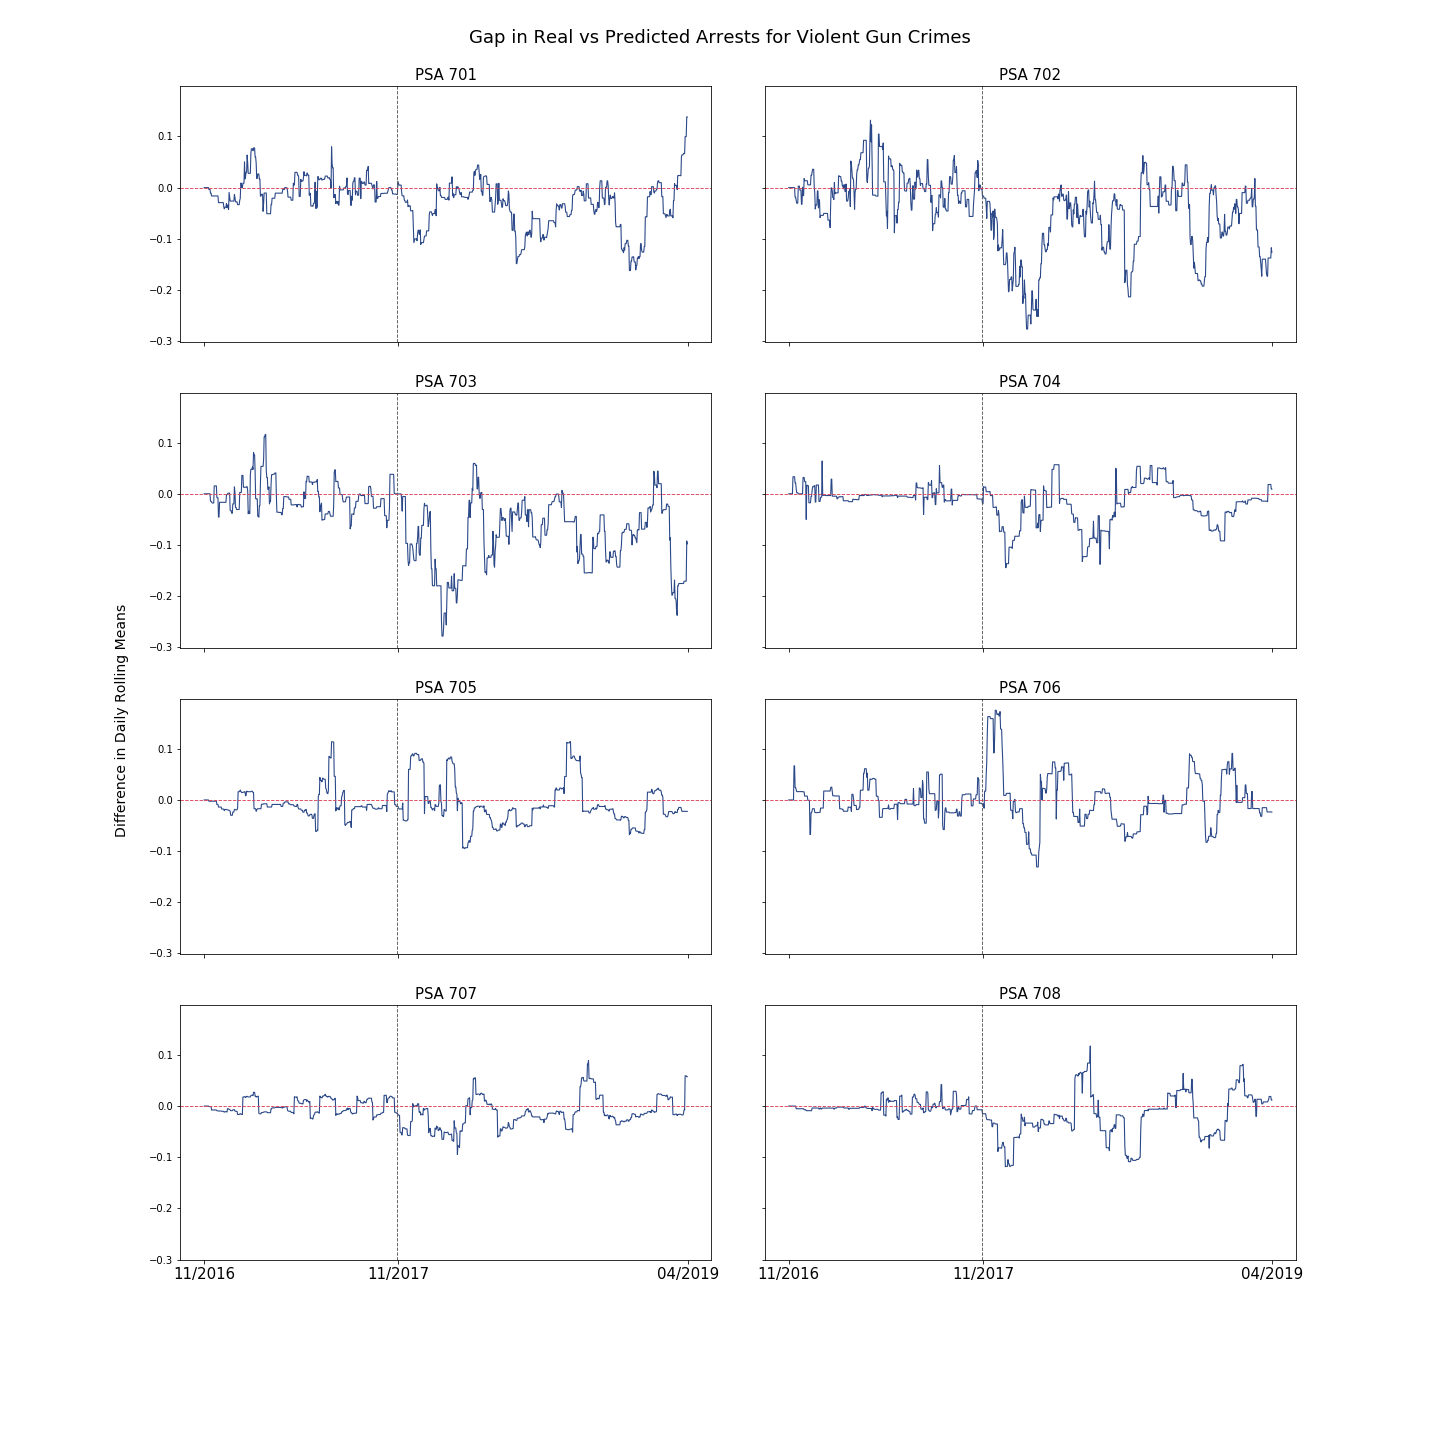 Gap in Real vs Predicted Arrests for Violent Gun Crimes
PSA 701
PSA 702
0.1
0.0
−0.1
−0.2
−0.3
PSA 703
PSA 704
0.1
0.0
−0.1
−0.2
−0.3
Difference in Daily Rolling Means
PSA 705
PSA 706
0.1
0.0
−0.1
−0.2
−0.3
PSA 707
PSA 708
0.1
0.0
−0.1
−0.2
−0.3
11/2016
11/2017
04/2019
11/2016
11/2017
04/2019